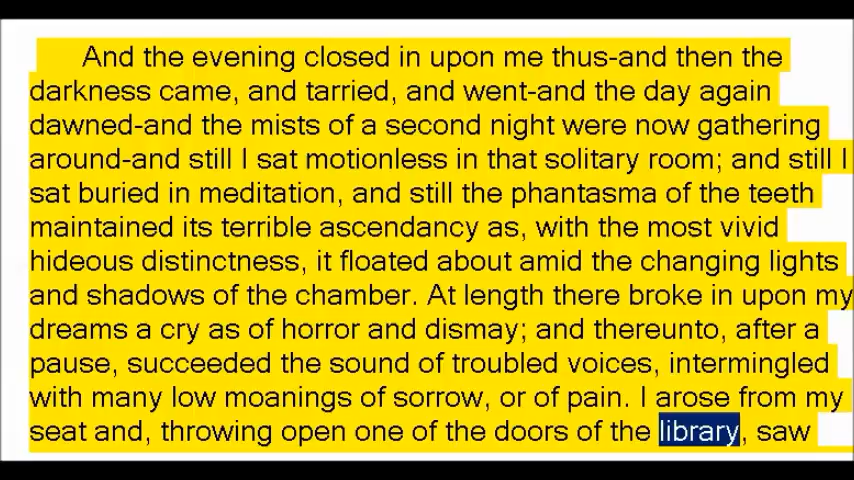 And the evening closed in upon me thus-and then the
darkness came, and tarried, and went-and the day again
dawned-and the mists of a second night were now gathering
around-and still I sat motionless in that solitary room; and still I
sat buried in meditation, and still the phantasma of the teeth
maintained its terrible ascendancy as, with the most vivid
hideous distinctness, it floated about amid the changing lights
and shadows of the chamber. At length there broke in upon my
dreams a cry as of horror and dismay; and thereunto, after a
pause, succeeded the sound of troubled voices, intermingled
with many low moanings of sorrow, or of pain. I arose from my
seat and, throwing open one of the doors of the library, saw